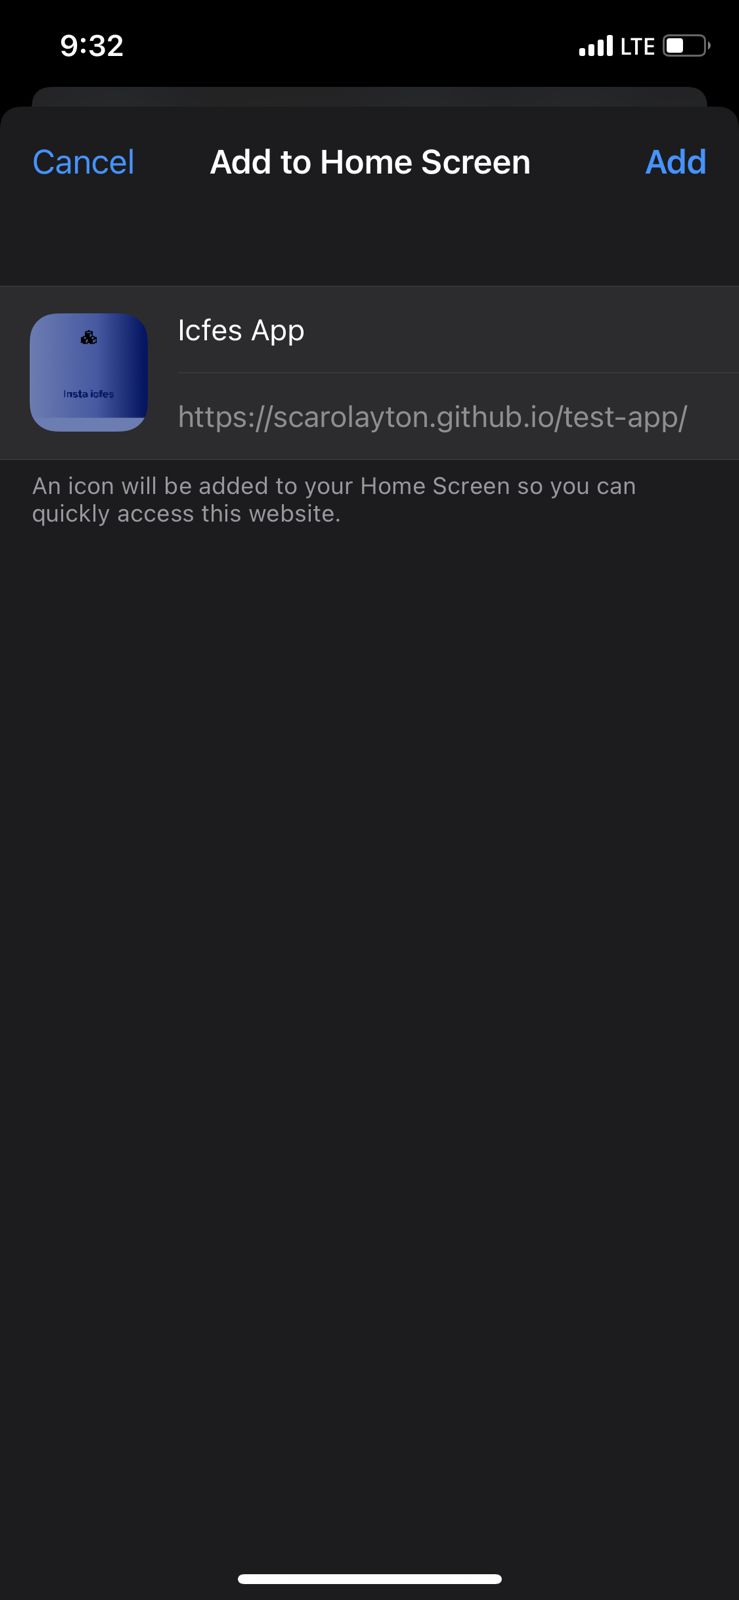 9:32
LTE
Cancel
Add to Home Screen
Add
Icfes App
Insta icfes
https://scarolayton.github.io/test-app/
An icon will be added to your Home Screen so you can
quickly access this website.